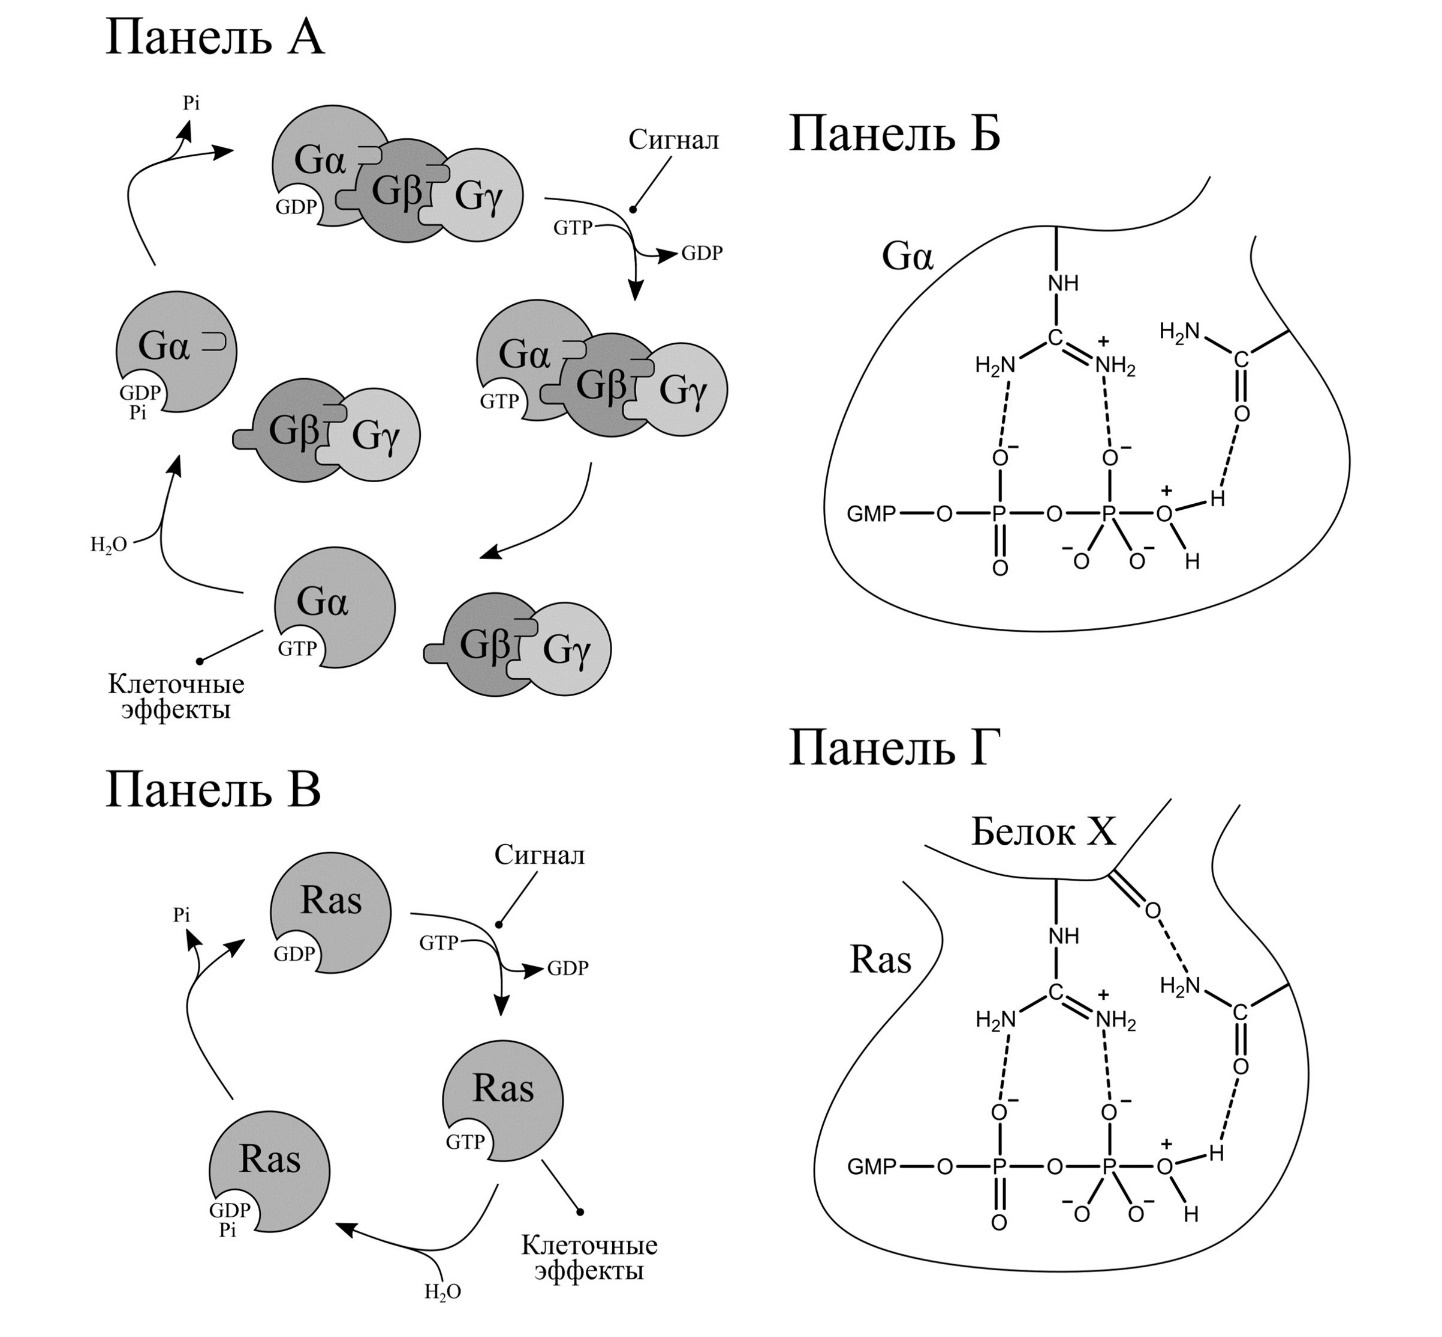 Панель А
Pi
Gα
Gβ
Gγ
GDP
Сигнал
GTP
GDP
Gα
GDP
Pi
Gβ
Gγ
Gα
Gβ
Gγ
GTP
H₂O
Gα
GTP
Gβ
Gγ
Клеточные
эффекты
Панель Б
Gα
NH
C
+
H₂N
NH₂
H₂N
C
O
O⁻
O⁻
H
+
GMP
O
P
O
P
O
O
⁻O
O⁻
H
Панель В
Сигнал
Pi
Ras
GDP
GTP
GDP
Ras
GTP
Ras
GDP
Pi
Клеточные
эффекты
H₂O
Панель Г
Белок X
O
Ras
NH
C
+
H₂N
NH₂
H₂N
C
O
O⁻
O⁻
H
+
GMP
O
P
O
P
O
O
⁻O
O⁻
H